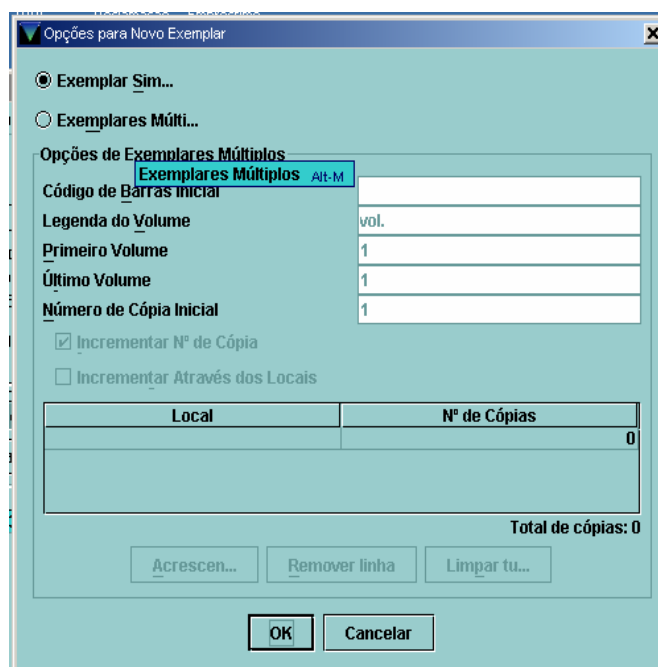 Opções para Novo Exemplar
Exemplar Sim...
Exemplares Múlti...
Opções de Exemplares Múltiplos
Exemplares Múltiplos Alt-M
Código de Barras Inicial
Legenda do Volume vol.
Primeiro Volume 1
Último Volume 1
Número de Cópia Inicial 1
Incrementar Nº de Cópia
Incrementar Através dos Locais
Local Nº de Cópias
0
Total de cópias: 0
Acrescen... Remover linha Limpar tu...
OK Cancelar